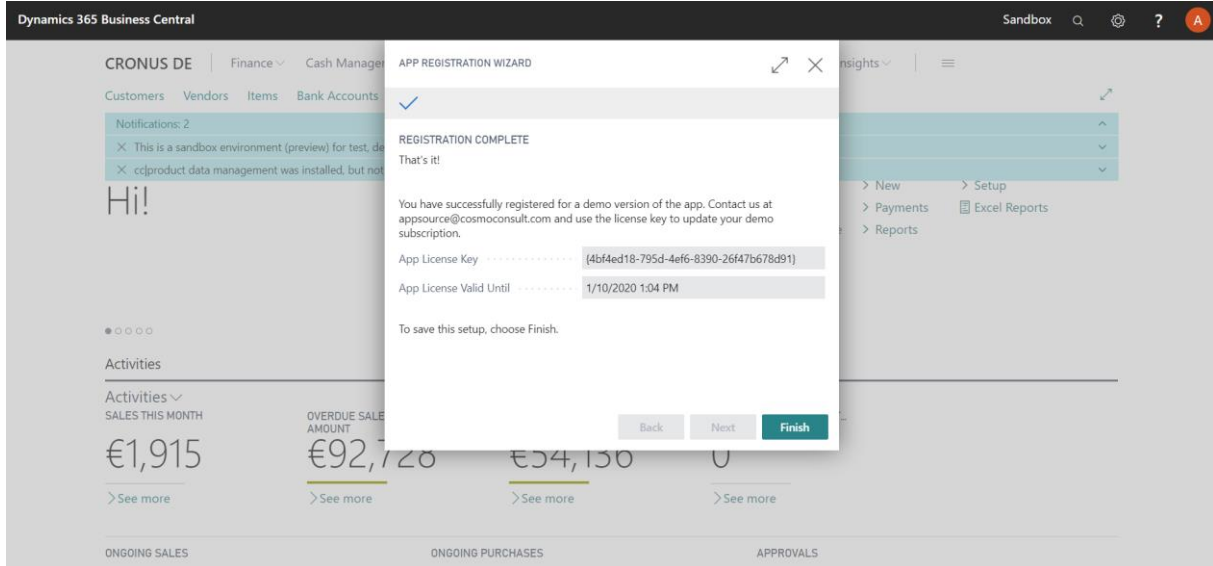 Dynamics 365 Business Central
Sandbox
?
A
CRONUS DE
Finance
Cash Manager
nsights
Customers Vendors Items Bank Accounts
Notifications: 2
This is a sandbox environment (preview) for test, de
cc|product data management was installed, but not
Hi!
> New
> Setup
> Payments
Excel Reports
> Reports
APP REGISTRATION WIZARD
REGISTRATION COMPLETE
That's it!
You have successfully registered for a demo version of the app. Contact us at
appsource@cosmoconsult.com and use the license key to update your demo
subscription.
App License Key
{4bf4ed18-795d-4ef6-8390-26f47b678d91}
App License Valid Until
1/10/2020 1:04 PM
To save this setup, choose Finish.
Back
Next
Finish
Activities
Activities
SALES THIS MONTH
€1,915
>See more
OVERDUE SALE
AMOUNT
€92,728
>See more
€54,136
>See more
0
>See more
ONGOING SALES
ONGOING PURCHASES
APPROVALS